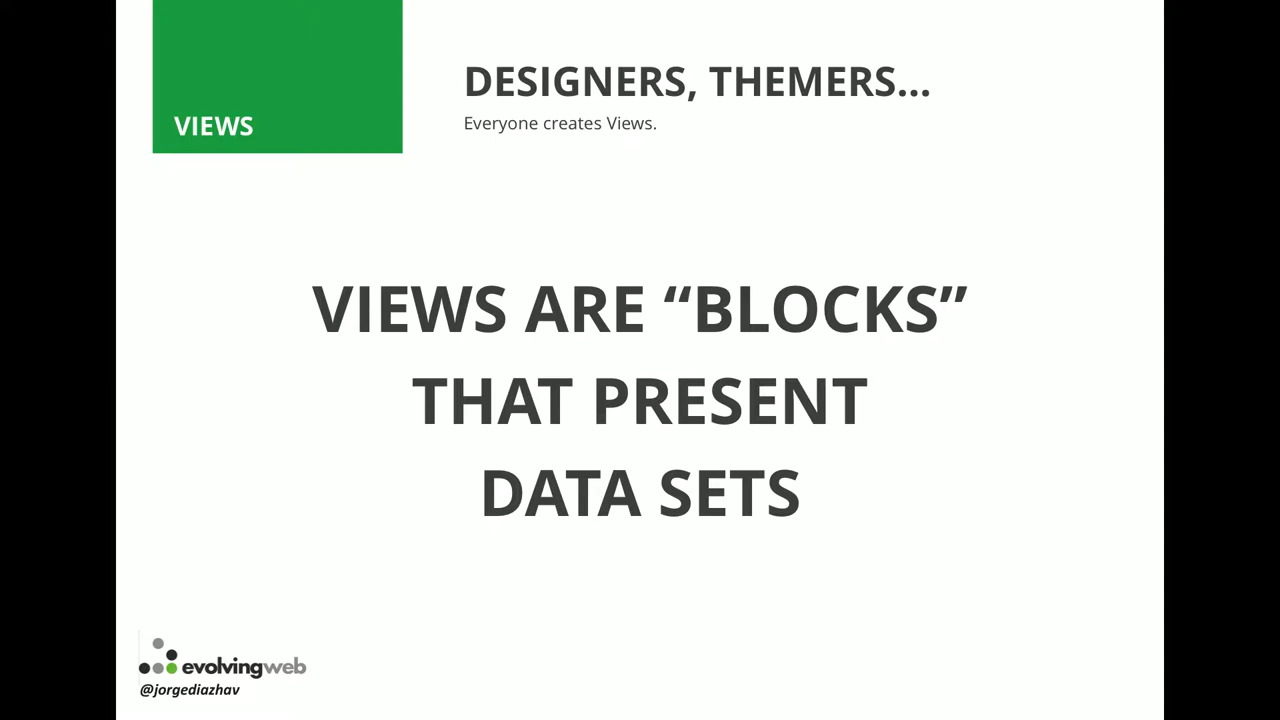 VIEWS
DESIGNERS, THEMERS...
Everyone creates Views.
VIEWS ARE “BLOCKS”
THAT PRESENT
DATA SETS
evolvingweb
@jorgediazhav